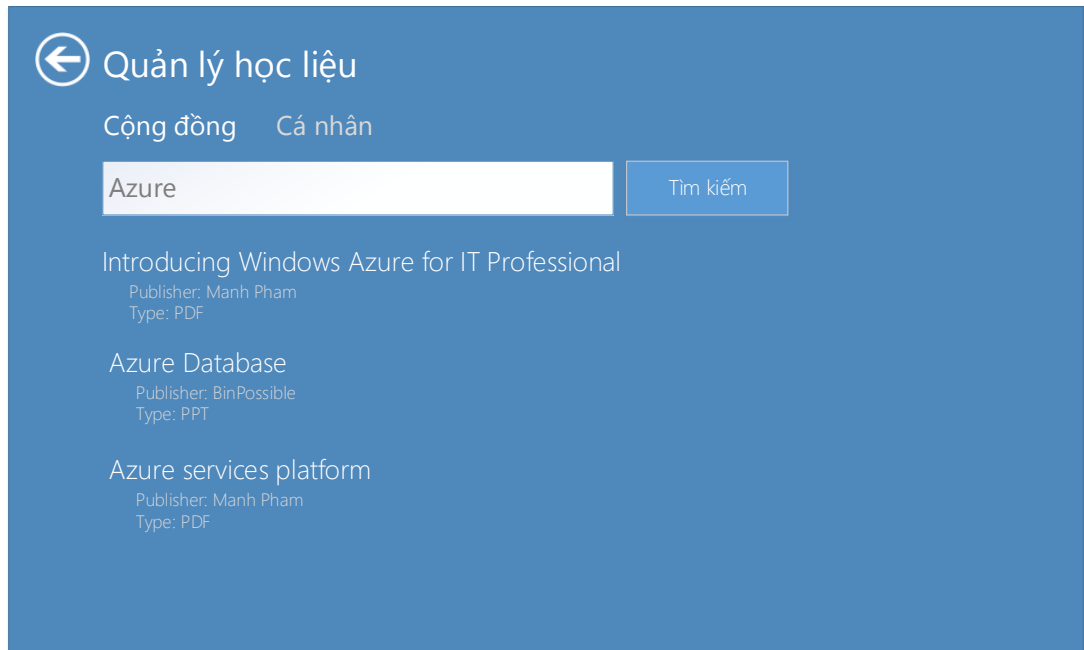 Quản lý học liệu
Cộng đồng Cá nhân
Azure Tìm kiếm
Introducing Windows Azure for IT Professional
Publisher: Manh Pham
Type: PDF
Azure Database
Publisher: BinPossible
Type: PPT
Azure services platform
Publisher: Manh Pham
Type: PDF